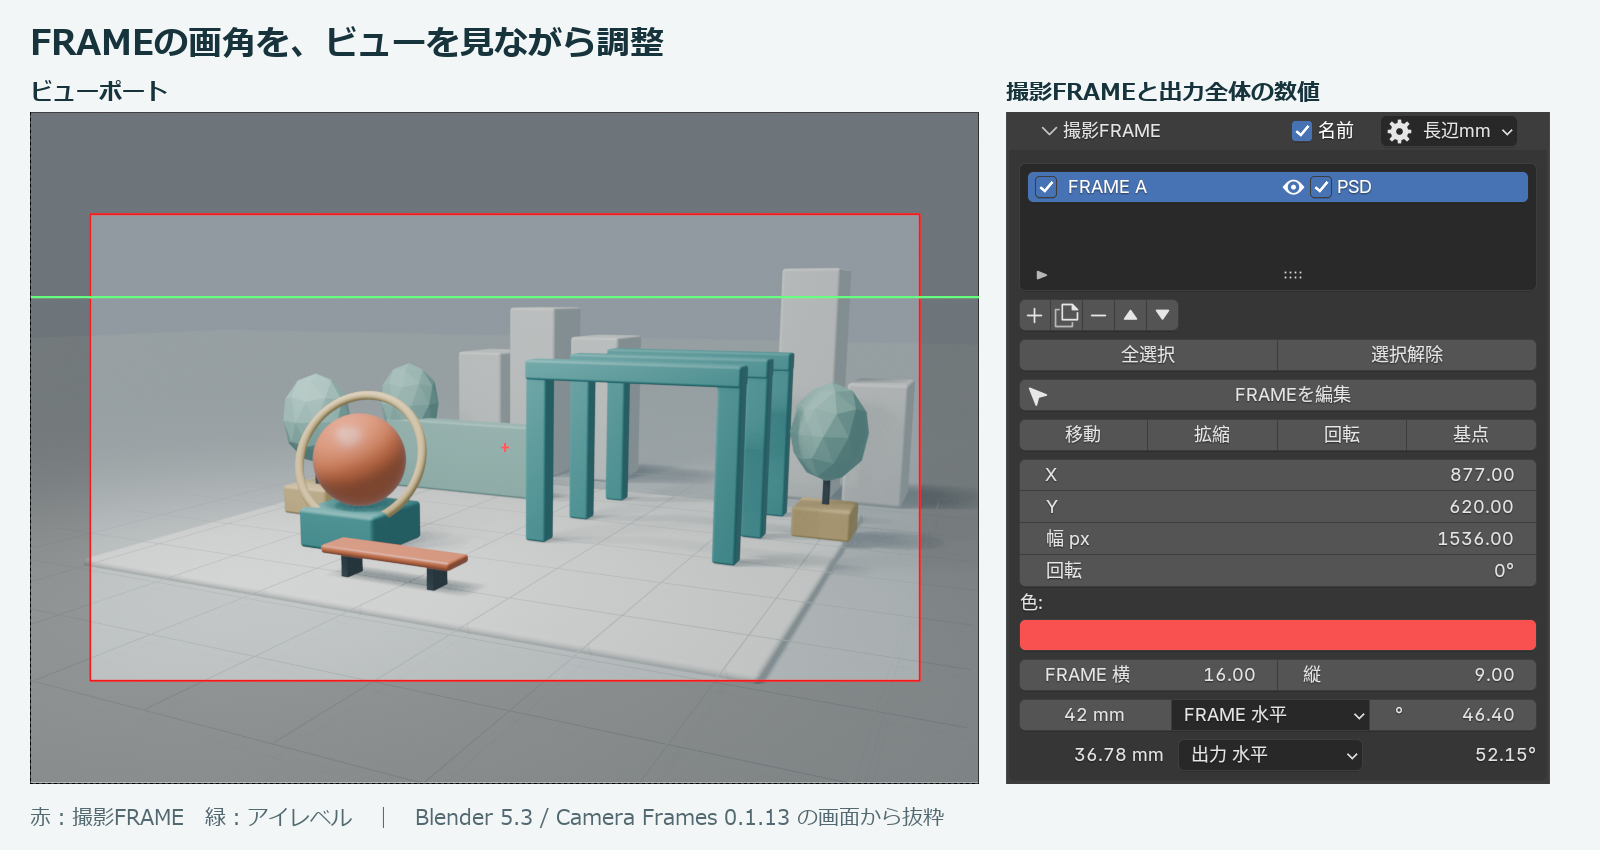 FRAMEの画角を、ビューを見ながら調整
ビューポート
撮影FRAMEと出力全体の数値
撮影FRAME 名前 長辺mm
FRAME A PSD
全選択 選択解除
FRAMEを編集
移動 拡縮 回転 基点
X 877.00
Y 620.00
幅 px 1536.00
回転 0°
色:
FRAME 横 16.00 縦 9.00
42 mm FRAME 水平 ° 46.40
36.78 mm 出力 水平 52.15°
赤：撮影FRAME 緑：アイレベル ｜ Blender 5.3 / Camera Frames 0.1.13 の画面から抜粋